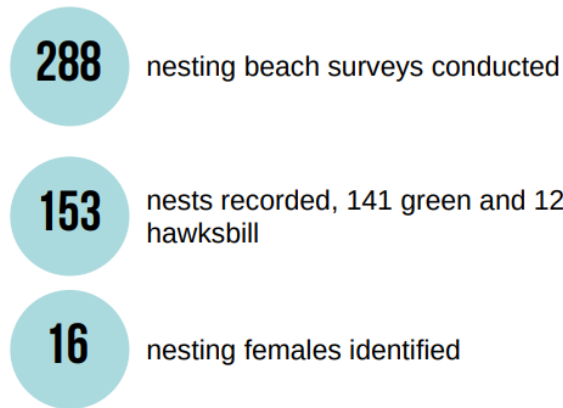 288
nesting beach surveys conducted
153
nests recorded, 141 green and 12
hawksbill
16
nesting females identified